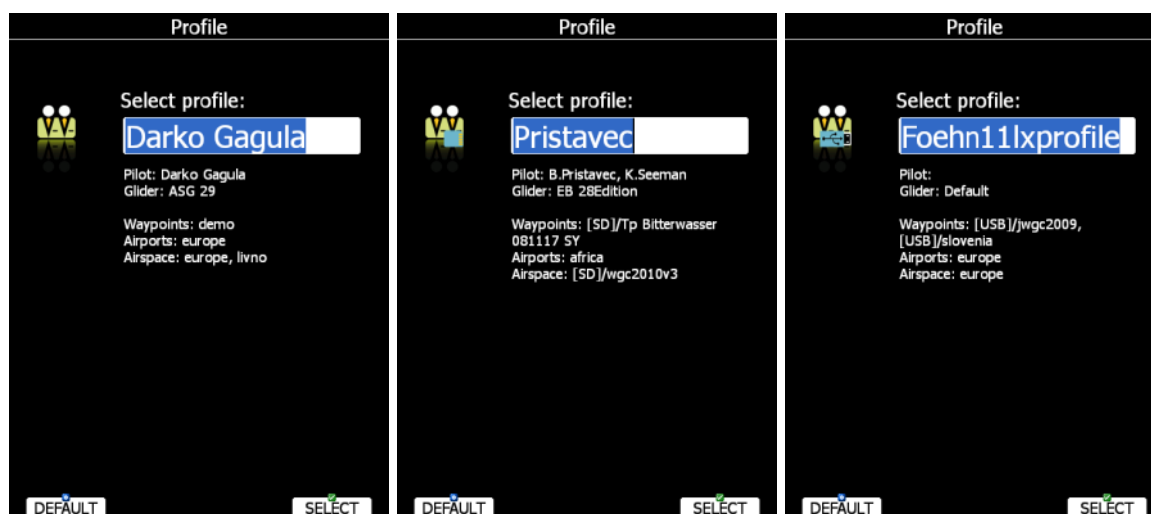 Profile
Select profile:
Darko Gagula
Pilot: Darko Gagula
Glider: ASG 29
Waypoints: demo
Airports: europe
Airspace: europe, livno
DEFAULT
SELECT
Profile
Select profile:
Pristavec
Pilot: B.Pristavec, K.Seeman
Glider: EB 28Edition
Waypoints: [SD]/Tp Bitterwasser
081117 SY
Airports: africa
Airspace: [SD]/wgc2010v3
DEFAULT
SELECT
Profile
Select profile:
Foehn11lxprofile
Pilot:
Glider: Default
Waypoints: [USB]/jwgc2009,
[USB]/slovenia
Airports: europe
Airspace: europe
DEFAULT
SELECT